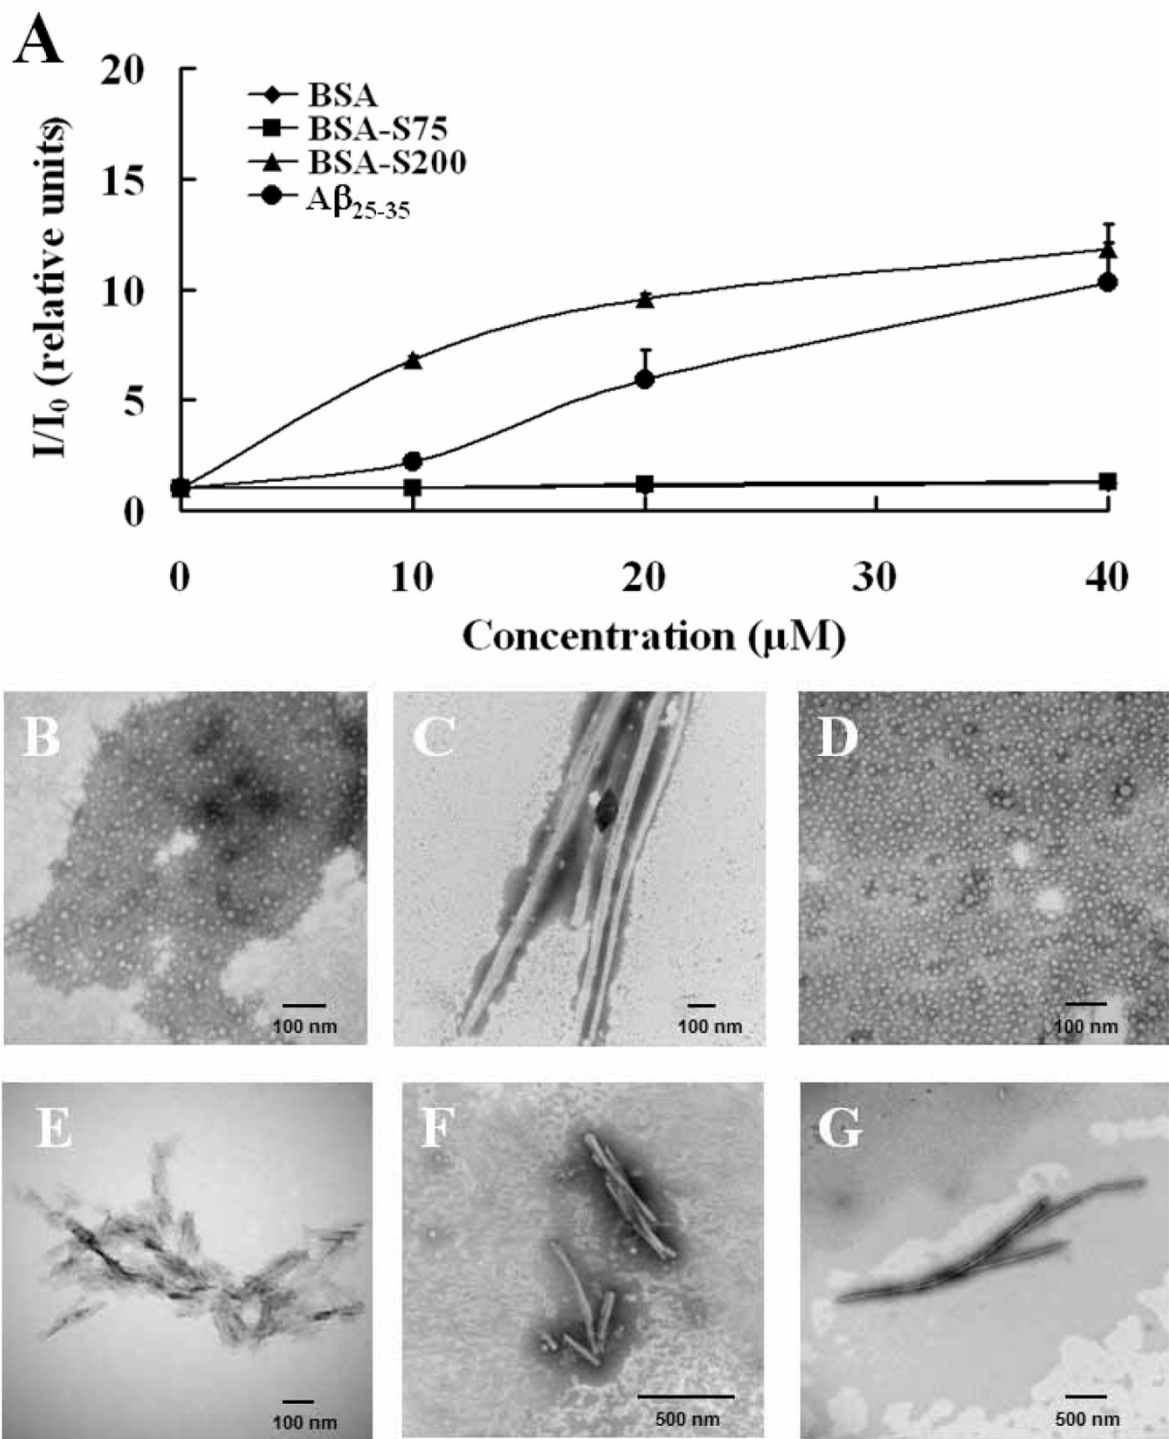 A
20
15
10
5
0
I/I₀ (relative units)
BSA
BSA-S75
BSA-S200
Aβ₂₅₋₃₅
0 10 20 30 40
Concentration (μM)
B
100 nm
C
100 nm
D
100 nm
E
100 nm
F
500 nm
G
500 nm